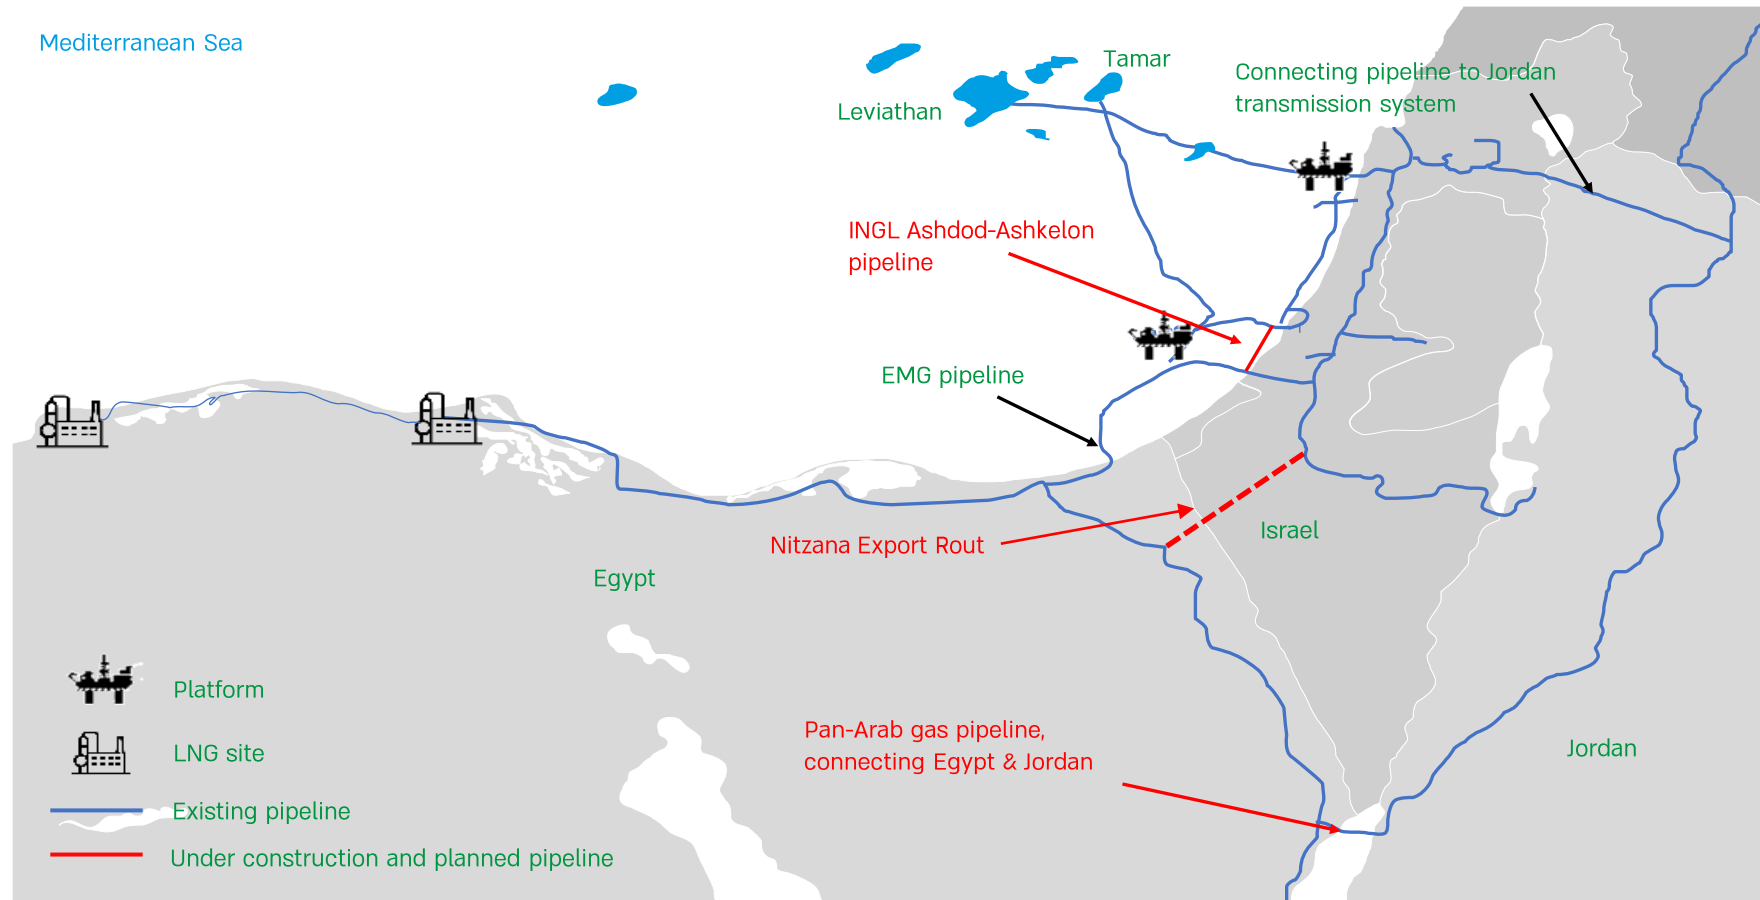 Mediterranean Sea
Tamar
Leviathan
Connecting pipeline to Jordan
transmission system
INGL Ashdod-Ashkelon
pipeline
EMG pipeline
Nitzana Export Rout
Israel
Egypt
Pan-Arab gas pipeline,
connecting Egypt & Jordan
Jordan
Platform
LNG site
Existing pipeline
Under construction and planned pipeline